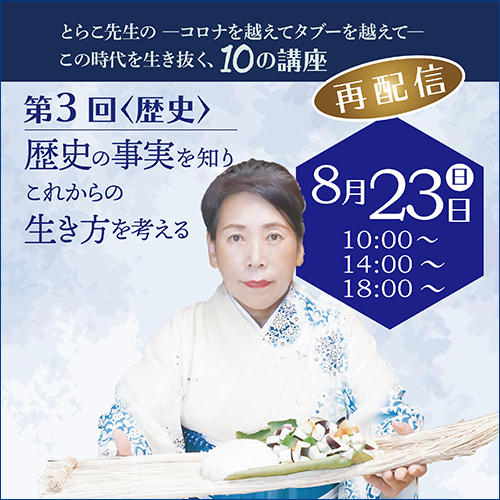 とらこ先生の ―コロナを越えてタブーを越えて―
この時代を生き抜く、10の講座
再配信
第3回〈歴史〉
歴史の事実を知り
これからの
生き方を考える
8月23日㊐
10:00～
14:00～
18:00～